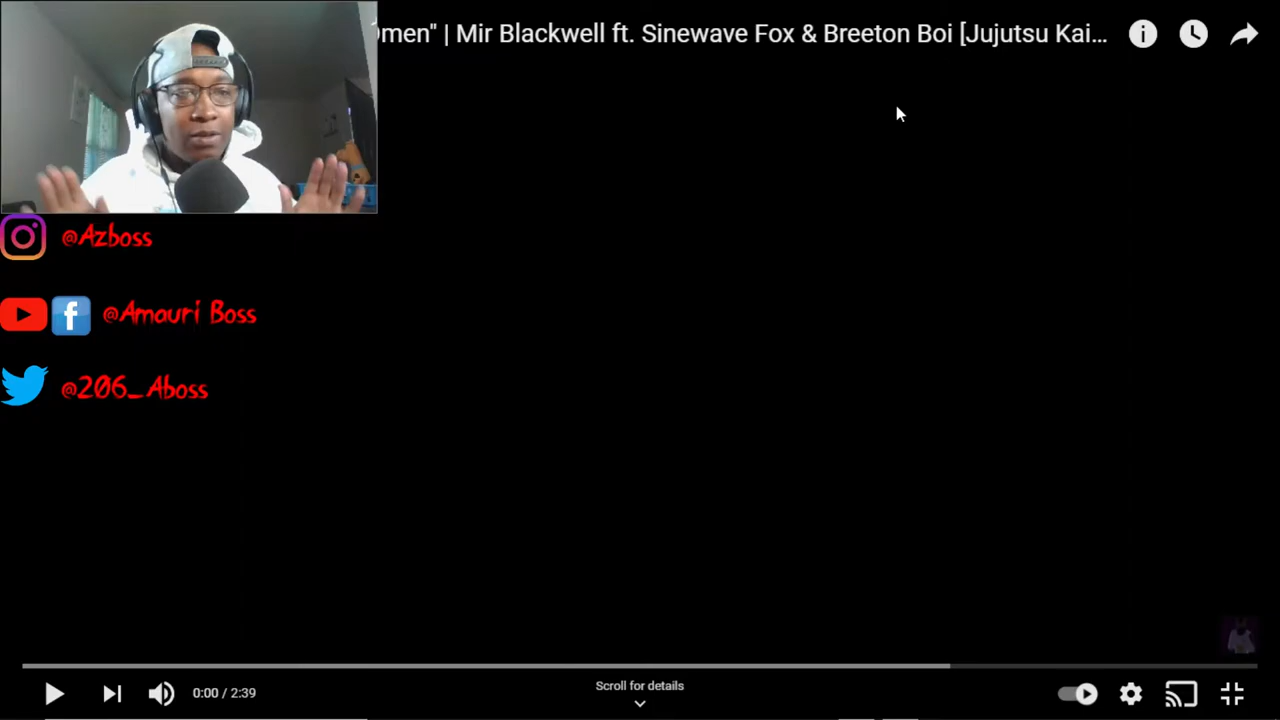 Omen" | Mir Blackwell ft. Sinewave Fox & Breeton Boi [Jujutsu Kai...
@Azboss
@Amauri Boss
@206_Aboss
Scroll for details
0:00 / 2:39